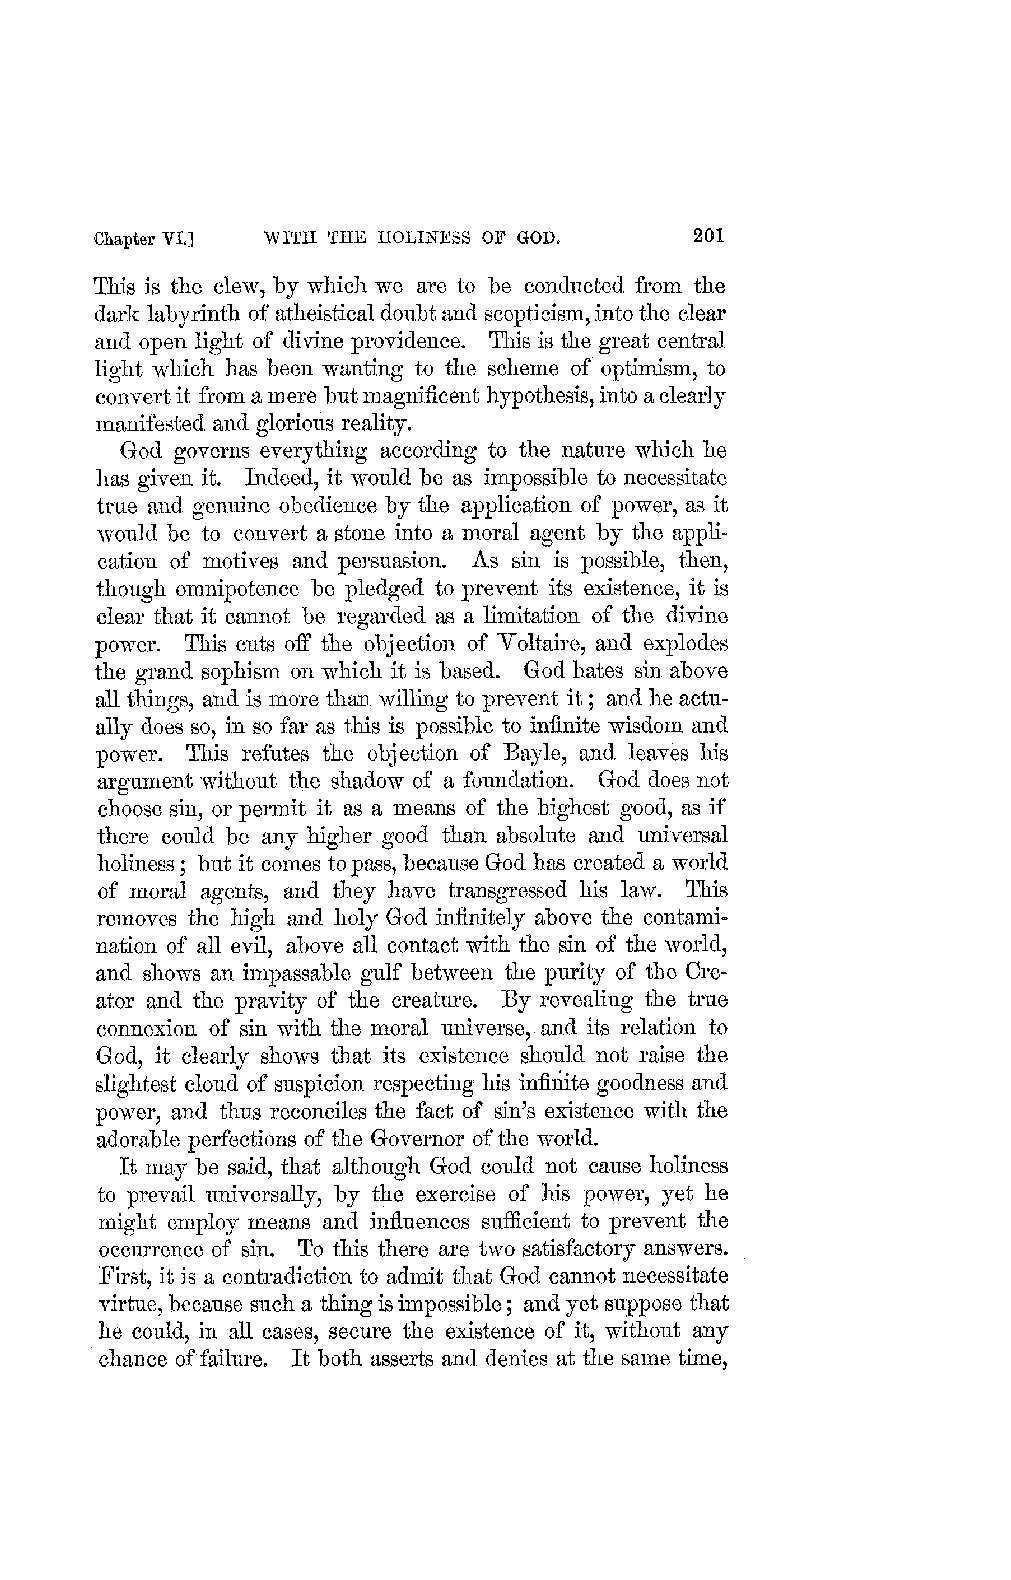 Chapter VI.] WITH THE HOLINESS OF GOD. 201
This is the clew, by which we are to be conducted from the
dark labyrinth of atheistical doubt and scepticism, into the clear
and open light of divine providence. This is the great central
light which has been wanting to the scheme of optimism, to
convert it from a mere but magnificent hypothesis, into a clearly
manifested and glorious reality.
God governs everything according to the nature which he
has given it. Indeed, it would be as impossible to necessitate
true and genuine obedience by the application of power, as it
would be to convert a stone into a moral agent by the appli-
cation of motives and persuasion. As sin is possible, then,
though omnipotence be pledged to prevent its existence, it is
clear that it cannot be regarded as a limitation of the divine
power. This cuts off the objection of Voltaire, and explodes
the grand sophism on which it is based. God hates sin above
all things, and is more than willing to prevent it; and he actu-
ally does so, in so far as this is possible to infinite wisdom and
power. This refutes the objection of Bayle, and leaves his
argument without the shadow of a foundation. God does not
choose sin, or permit it as a means of the highest good, as if
there could be any higher good than absolute and universal
holiness; but it comes to pass, because God has created a world
of moral agents, and they have transgressed his law. This
removes the high and holy God infinitely above the contami-
nation of all evil, above all contact with the sin of the world,
and shows an impassable gulf between the purity of the Cre-
ator and the pravity of the creature. By revealing the true
connexion of sin with the moral universe, and its relation to
God, it clearly shows that its existence should not raise the
slightest cloud of suspicion respecting his infinite goodness and
power, and thus reconciles the fact of sin's existence with the
adorable perfections of the Governor of the world.
It may be said, that although God could not cause holiness
to prevail universally, by the exercise of his power, yet he
might employ means and influences sufficient to prevent the
occurrence of sin. To this there are two satisfactory answers.
First, it is a contradiction to admit that God cannot necessitate
virtue, because such a thing is impossible; and yet suppose that
he could, in all cases, secure the existence of it, without any
chance of failure. It both asserts and denies at the same time,